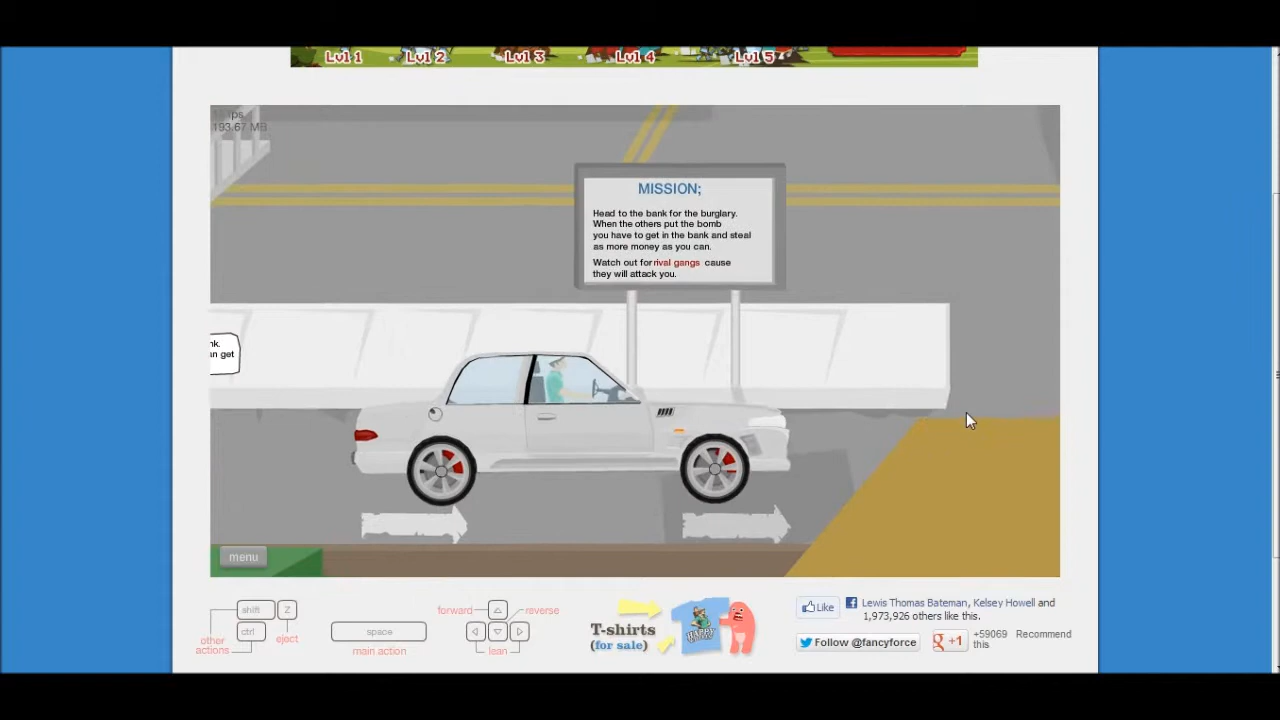 Lvl 1 Lvl 2 Lvl 3 Lvl 4 Lvl 5
193.67 MB
MISSION;
Head to the bank for the burglary.
When the others put the bomb
you have to get in the bank and steal
as more money as you can.
Watch out for rival gangs cause
they will attack you.
nk.
an get
menu
shift Z
ctrl eject
other
actions
space
main action
forward reverse
lean
T-shirts
(for sale)
HAPPY
Like
Lewis Thomas Bateman, Kelsey Howell and
1,973,926 others like this.
Follow @fancyforce
g +1 +59069 Recommend
this